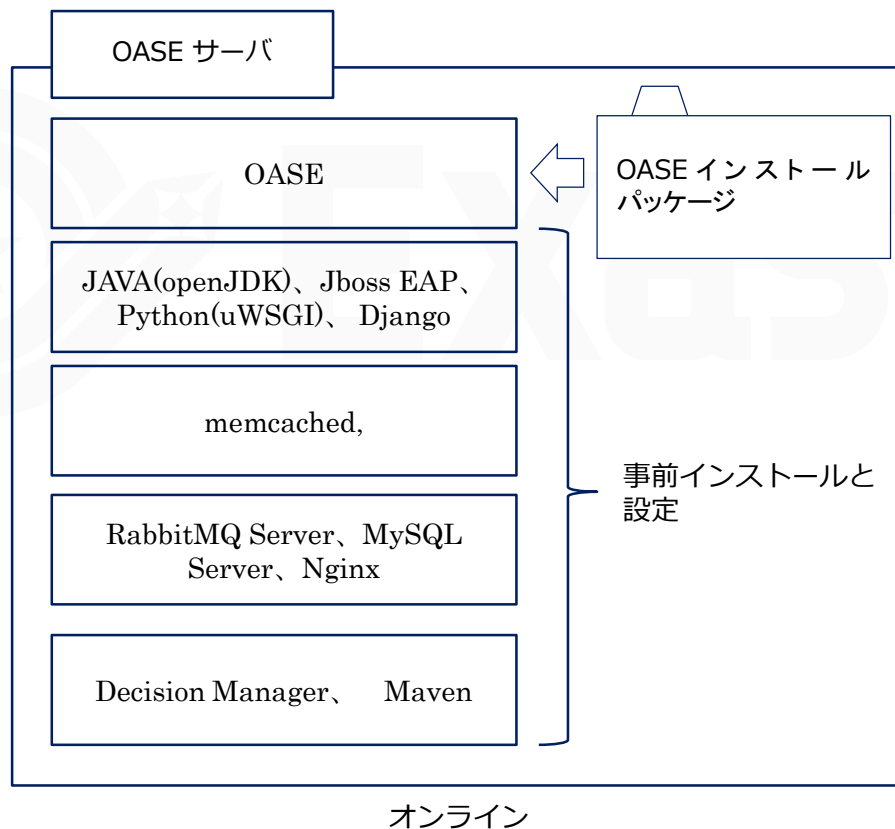 OASE サーバ
OASE
OASE インストール
パッケージ
JAVA(openJDK)、Jboss EAP、
Python(uWSGI)、 Django
memcached,
事前インストールと
設定
RabbitMQ Server、MySQL
Server、Nginx
Decision Manager、　Maven
オンライン
Exas